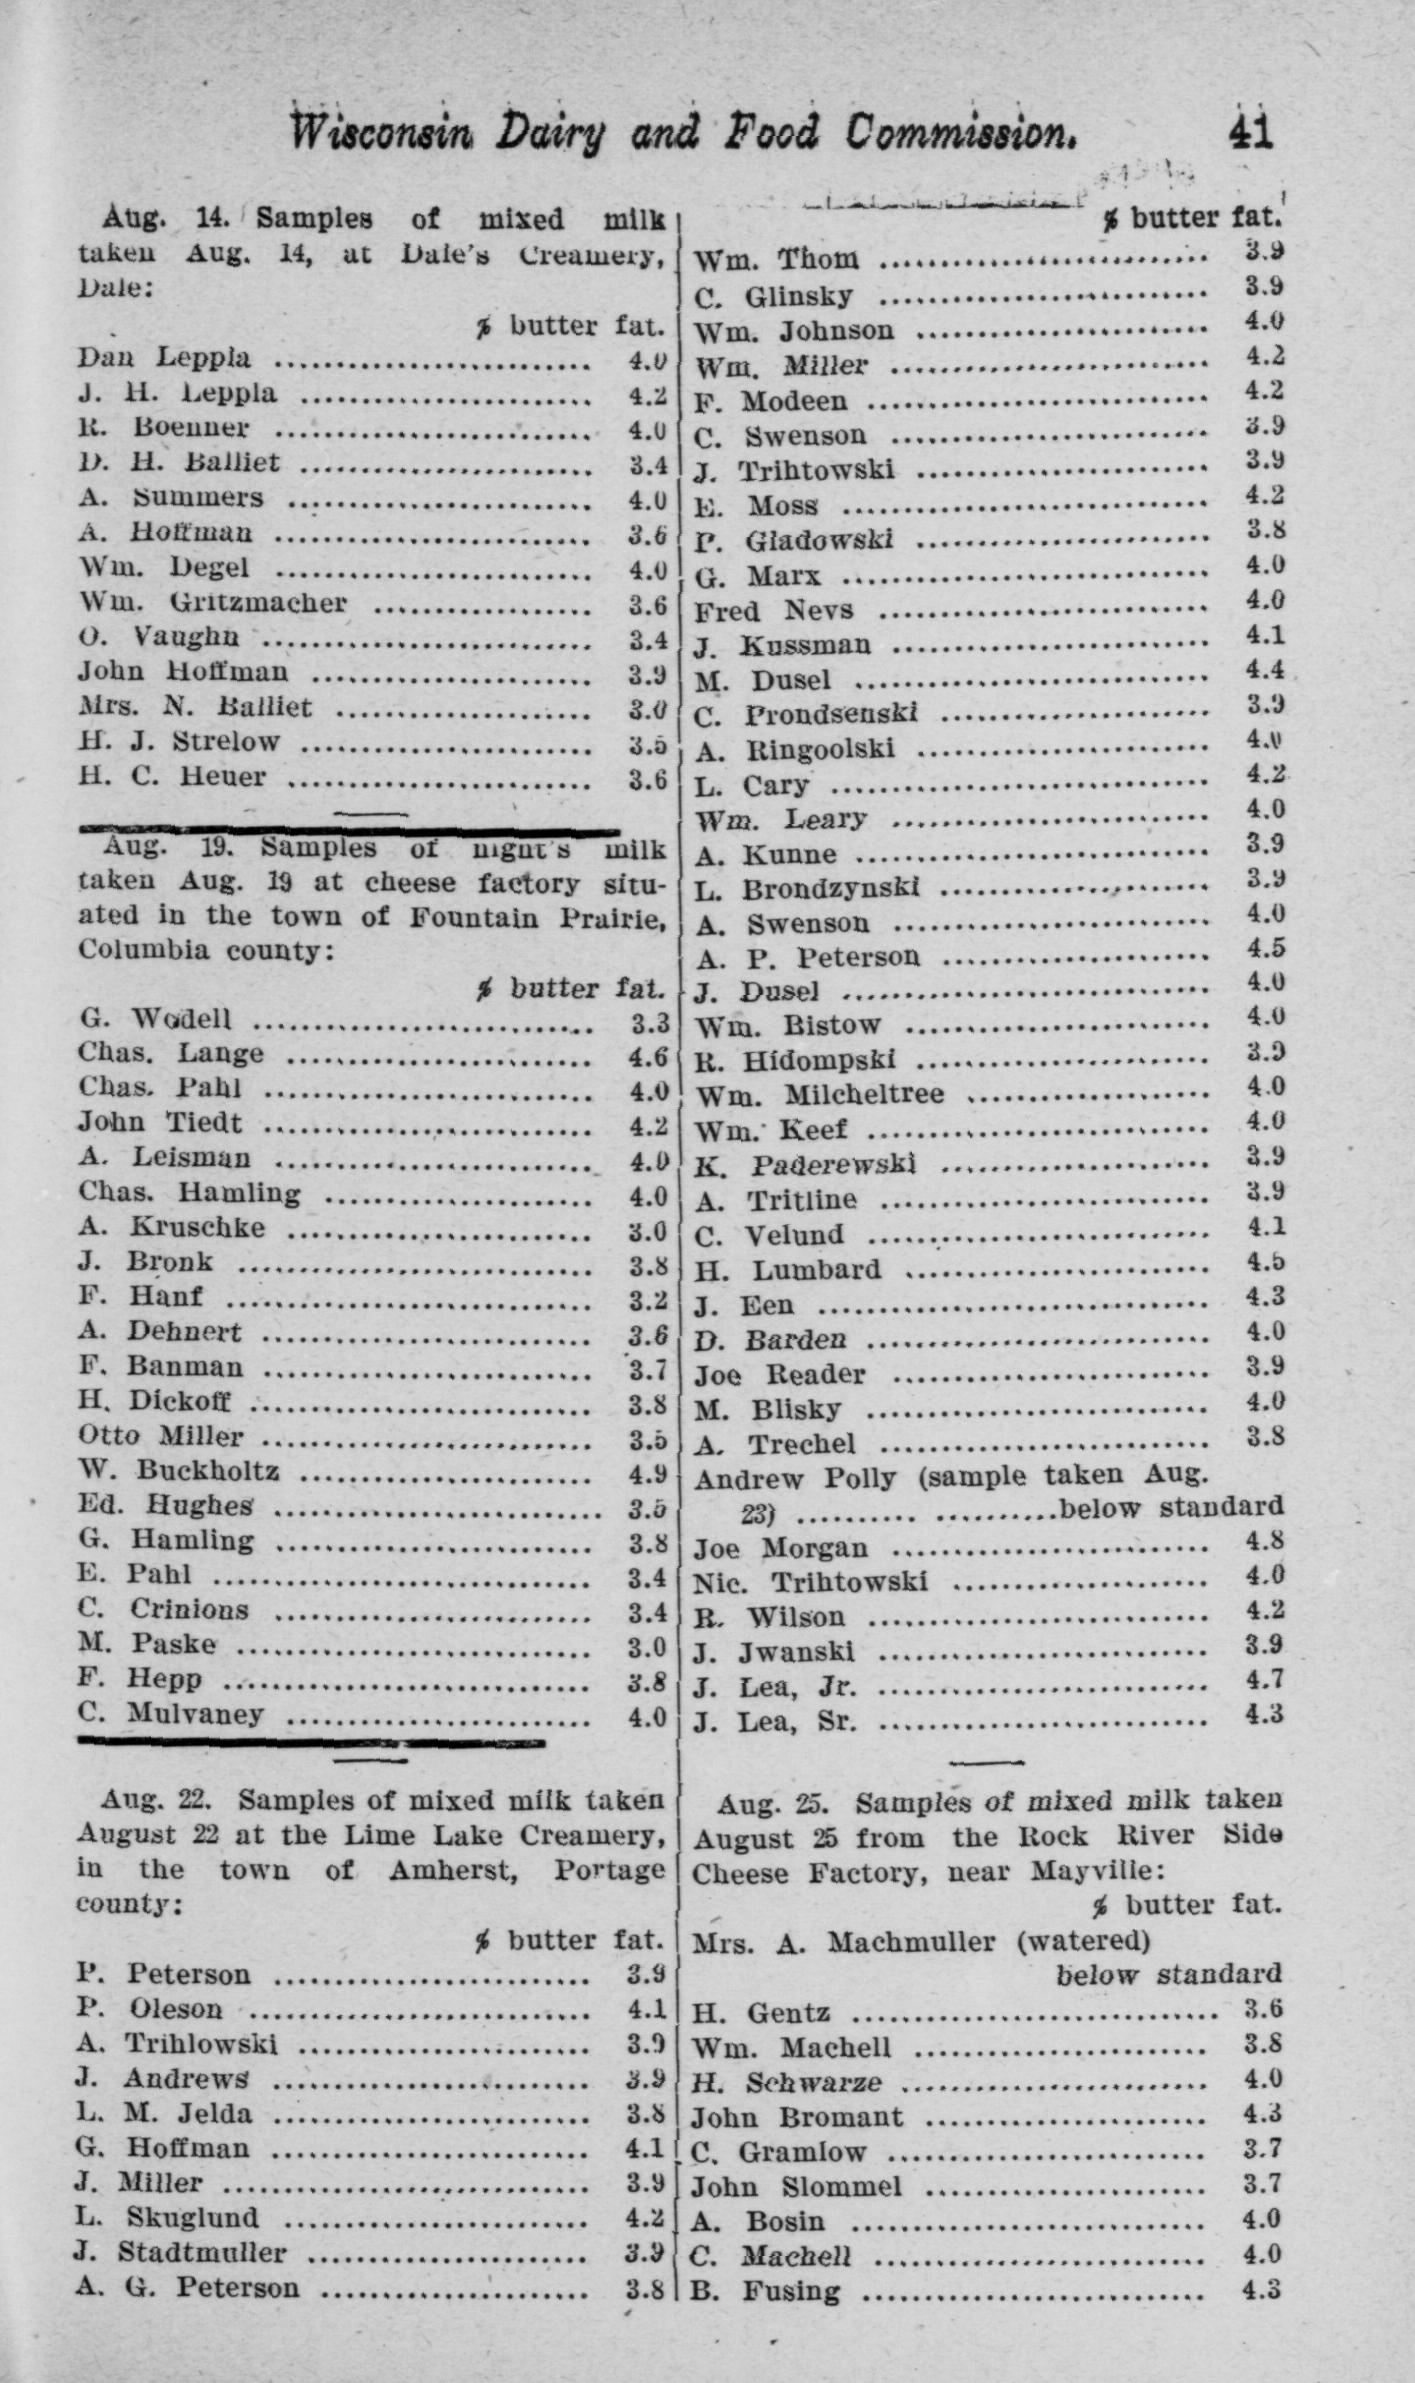 Wisconsin Dairy and Food Commission. 41
Aug. 14. Samples of mixed milk
taken Aug. 14, at Dale's Creamery,
Dale:
% butter fat.
Dan Leppla .......................... 4.0
J. H. Leppla ........................ 4.2
R. Boenner .......................... 4.0
D. H. Balliet ........................ 3.4
A. Summers ......................... 4.0
A. Hoffman .......................... 3.6
Wm. Degel .......................... 4.0
Wm. Gritzmacher .................. 3.6
O. Vaughn ........................... 3.4
John Hoffman ....................... 3.9
Mrs. N. Balliet ..................... 3.0
H. J. Strelow ........................ 3.5
H. C. Heuer ......................... 3.6
Aug. 19. Samples of night's milk
taken Aug. 19 at cheese factory situ-
ated in the town of Fountain Prairie,
Columbia county:
% butter fat.
G. Wodell ............................ 3.3
Chas. Lange ......................... 4.6
Chas. Pahl ........................... 4.0
John Tiedt ........................... 4.2
A. Leisman .......................... 4.0
Chas. Hamling ...................... 4.0
A. Kruschke ......................... 3.0
J. Bronk ............................. 3.8
F. Hanf .............................. 3.2
A. Dehnert ........................... 3.6
F. Banman ........................... 3.7
H. Dickoff ............................ 3.8
Otto Miller ........................... 3.5
W. Buckholtz ........................ 4.9
Ed. Hughes ........................... 3.5
G. Hamling .......................... 3.8
E. Pahl ............................... 3.4
C. Crinions .......................... 3.4
M. Paske ............................. 3.0
F. Hepp .............................. 3.8
C. Mulvaney ......................... 4.0
Aug. 22. Samples of mixed milk taken
August 22 at the Lime Lake Creamery,
in the town of Amherst, Portage
county:
% butter fat.
P. Peterson .......................... 3.9
P. Oleson ............................ 4.1
A. Trihlowski ........................ 3.9
J. Andrews .......................... 3.9
L. M. Jelda .......................... 3.8
G. Hoffman .......................... 4.1
J. Miller .............................. 3.9
L. Skuglund ......................... 4.2
J. Stadtmuller ....................... 3.9
A. G. Peterson ...................... 3.8
% butter fat.
Wm. Thom ........................... 3.9
C. Glinsky ........................... 3.9
Wm. Johnson ........................ 4.0
Wm. Miller .......................... 4.2
F. Modeen ............................ 4.2
C. Swenson .......................... 3.9
J. Trihtowski ........................ 3.9
E. Moss .............................. 4.2
P. Gladowski ........................ 3.8
G. Marx .............................. 4.0
Fred Nevs ........................... 4.0
J. Kussman .......................... 4.1
M. Dusel ............................. 4.4
C. Prondsenski ...................... 3.9
A. Ringoolski ........................ 4.0
L. Cary ............................... 4.2
Wm. Leary .......................... 4.0
A. Kunne ............................. 3.9
L. Brondzynski ...................... 3.9
A. Swenson .......................... 4.0
A. P. Peterson ...................... 4.5
J. Dusel .............................. 4.0
Wm. Bistow ......................... 4.0
R. Hidompski ........................ 3.9
Wm. Milcheltree .................... 4.0
Wm. Keef ............................ 4.0
K. Paderewski ...................... 3.9
A. Tritline ........................... 3.9
C. Velund ............................ 4.1
H. Lumbard ......................... 4.5
J. Een ................................ 4.3
D. Barden ............................ 4.0
Joe Reader .......................... 3.9
M. Blisky ............................ 4.0
A. Trechel ........................... 3.8
Andrew Polly (sample taken Aug.
23) .......... ..........below standard
Joe Morgan .......................... 4.8
Nic. Trihtowski ..................... 4.0
R. Wilson ............................ 4.2
J. Jwanski ........................... 3.9
J. Lea, Jr. ........................... 4.7
J. Lea, Sr. ........................... 4.3
Aug. 25. Samples of mixed milk taken
August 25 from the Rock River Side
Cheese Factory, near Mayville:
% butter fat.
Mrs. A. Machmuller (watered)
below standard
H. Gentz .............................. 3.6
Wm. Machell ........................ 3.8
H. Schwarze ......................... 4.0
John Bromant ....................... 4.3
C. Gramlow .......................... 3.7
John Slommel ....................... 3.7
A. Bosin ............................. 4.0
C. Machell ........................... 4.0
B. Fusing ............................ 4.3